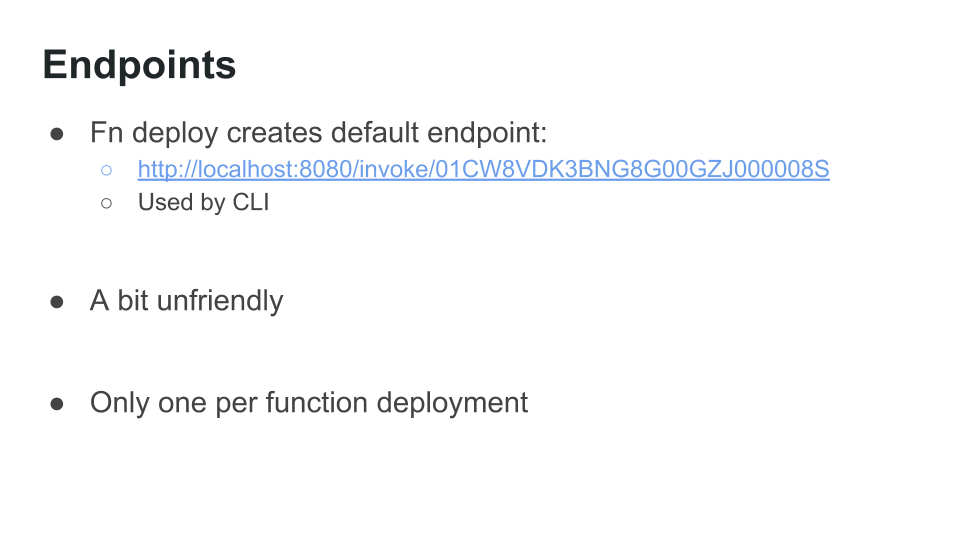 Endpoints
● Fn deploy creates default endpoint:
○ http://localhost:8080/invoke/01CW8VDK3BNG8G00GZJ000008S
○ Used by CLI
● A bit unfriendly
● Only one per function deployment